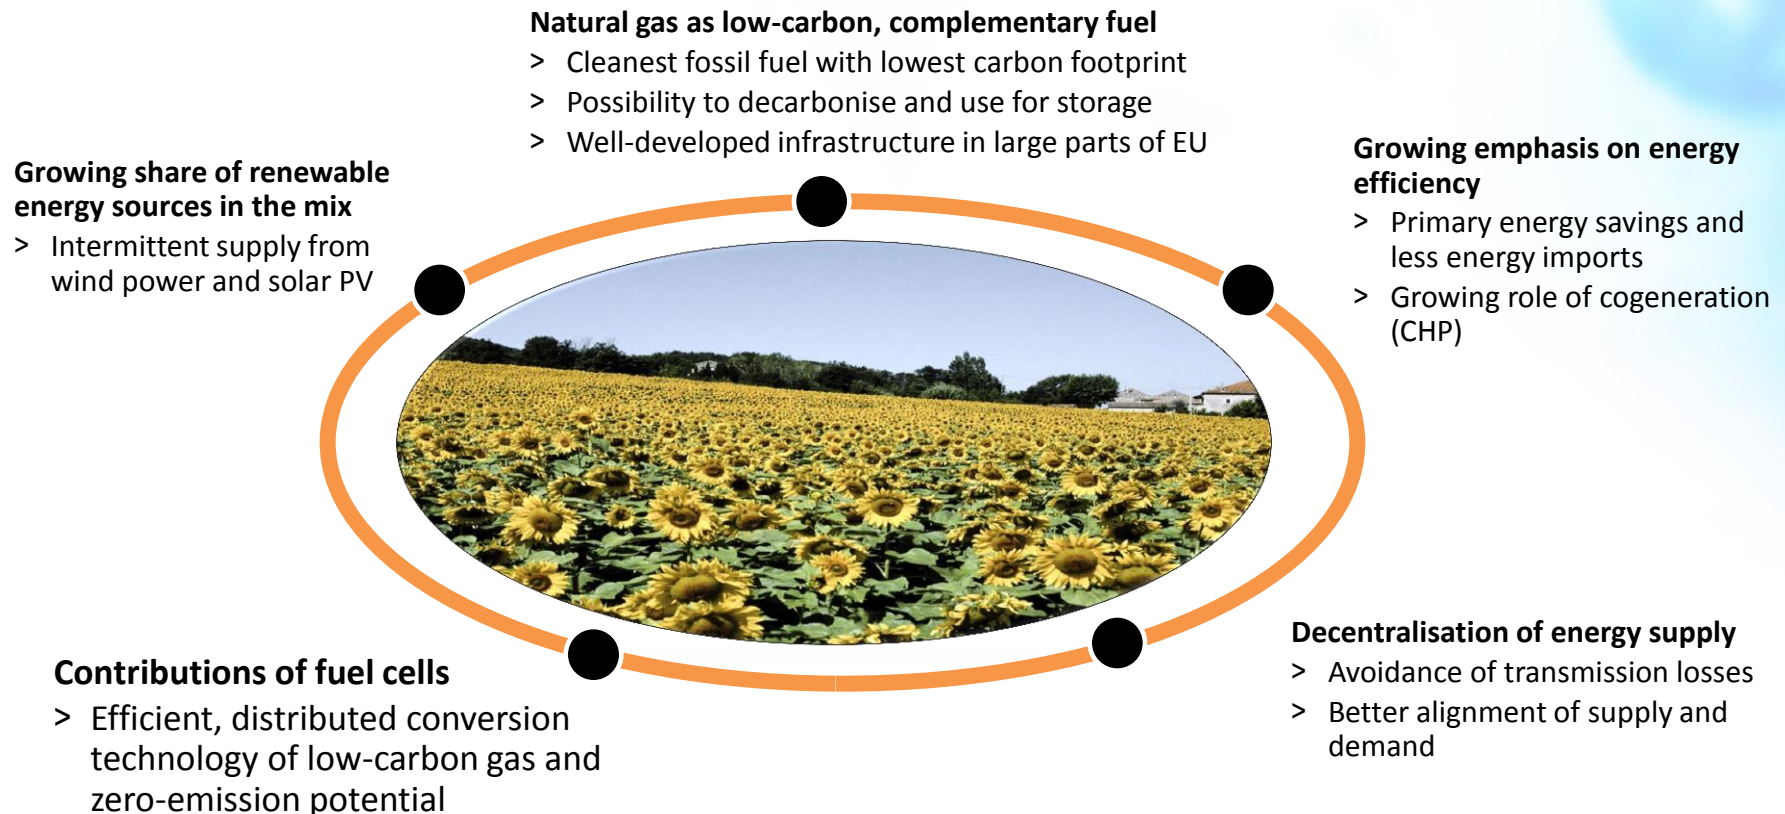 Natural gas as low-carbon, complementary fuel
> Cleanest fossil fuel with lowest carbon footprint
> Possibility to decarbonise and use for storage
> Well-developed infrastructure in large parts of EU
Growing share of renewable
energy sources in the mix
> Intermittent supply from
wind power and solar PV
Growing emphasis on energy
efficiency
> Primary energy savings and
less energy imports
> Growing role of cogeneration
(CHP)
Contributions of fuel cells
> Efficient, distributed conversion
technology of low-carbon gas and
zero-emission potential
Decentralisation of energy supply
> Avoidance of transmission losses
> Better alignment of supply and
demand